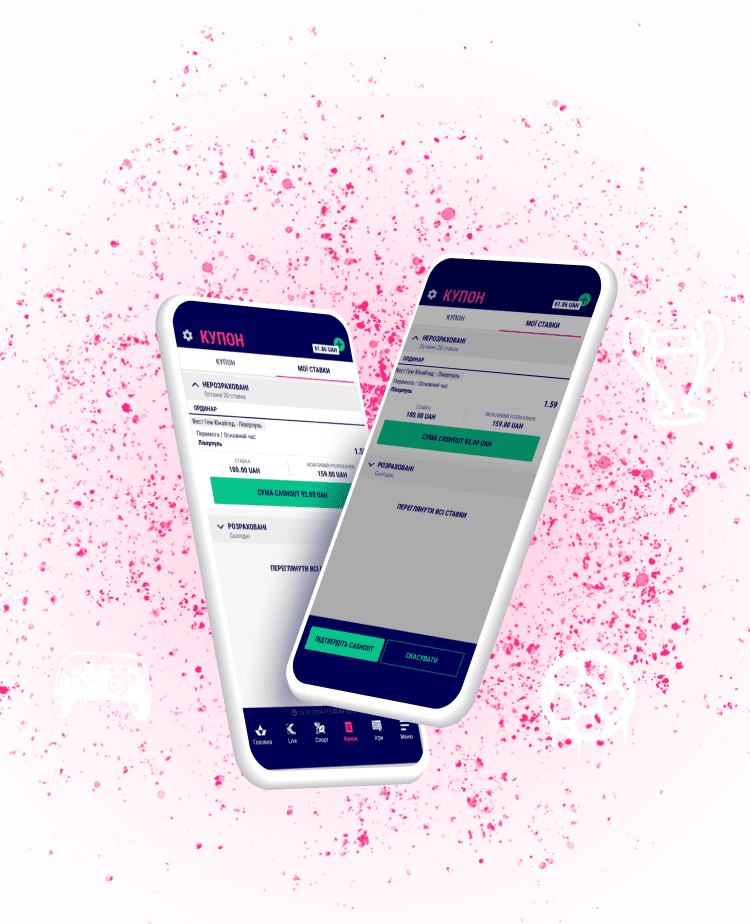 КУПОН
61.86 UAH
КУПОН
МОЇ СТАВКИ
НЕРОЗРАХОВАНІ
Останні 20 ставок
ОРДИНАР
Вест Гем Юнайтед - Ліверпуль
Перемога / Основний час
Ліверпуль
1.5
СТАВКА
100.00 UAH
МОЖЛИВИЙ РОЗРАХУНОК
159.00 UAH
СУМА CASHOUT 92.00 UAH
РОЗРАХОВАНІ
Сьогодні
ПЕРЕГЛЯНУТИ ВСІ
Головна
Live
Спорт
Купон
Ігри
Меню
КУПОН
61.86 UAH
КУПОН
МОЇ СТАВКИ
НЕРОЗРАХОВАНІ
Останні 20 ставок
ОРДИНАР
Вест Гем Юнайтед - Ліверпуль
Перемога / Основний час
Ліверпуль
1.59
СТАВКА
100.00 UAH
МОЖЛИВИЙ РОЗРАХУНОК
159.00 UAH
СУМА CASHOUT 92.00 UAH
РОЗРАХОВАНІ
Сьогодні
ПЕРЕГЛЯНУТИ ВСІ СТАВКИ
ПІДТВЕРДІТЬ CASHOUT
СКАСУВАТИ